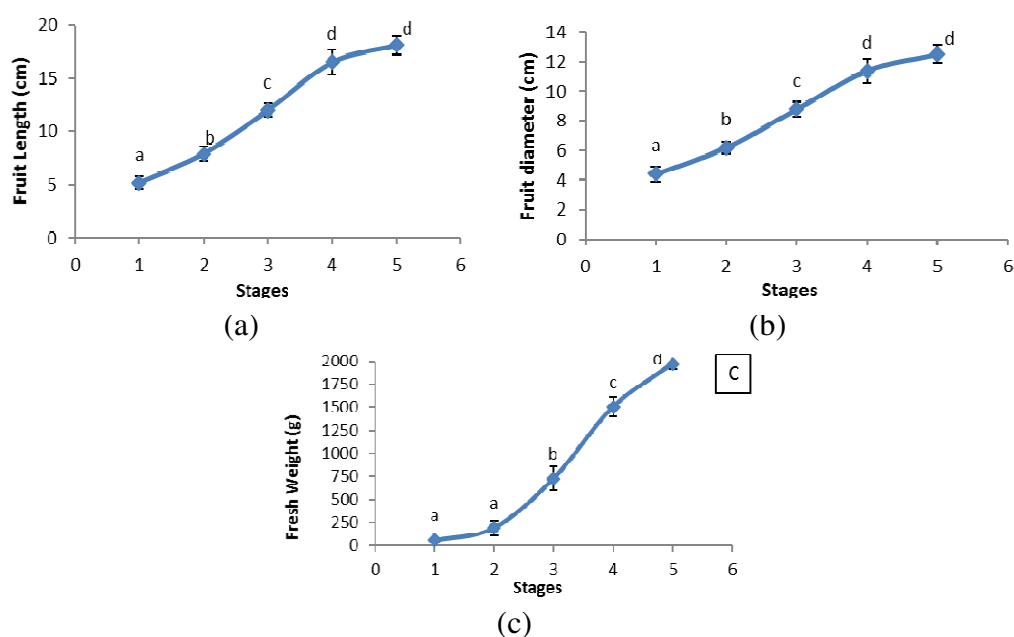 Fruit Length (cm)
20
15
10
5
0
a
b
c
d
d
0 1 2 3 4 5 6
Stages
(a)
Fruit diameter (cm)
14
12
10
8
6
4
2
0
a
b
c
d
d
0 1 2 3 4 5 6
Stages
(b)
Fresh Weight (g)
2000
1750
1500
1250
1000
750
500
250
0
a
a
b
c
d
C
0 1 2 3 4 5 6
Stages
(c)